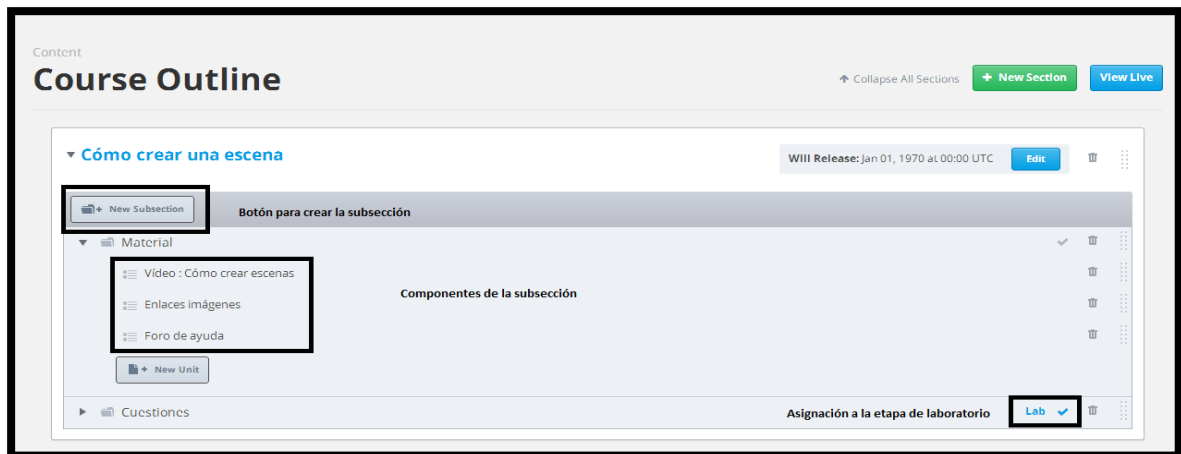 Content
Course Outline
Collapse All Sections
New Section
View Live
Cómo crear una escena
Will Release: Jan 01, 1970 at 00:00 UTC
Edit
New Subsection
Botón para crear la subsección
Material
Vídeo : Cómo crear escenas
Enlaces imágenes
Componentes de la subsección
Foro de ayuda
New Unit
Cuestiones
Asignación a la etapa de laboratorio
Lab